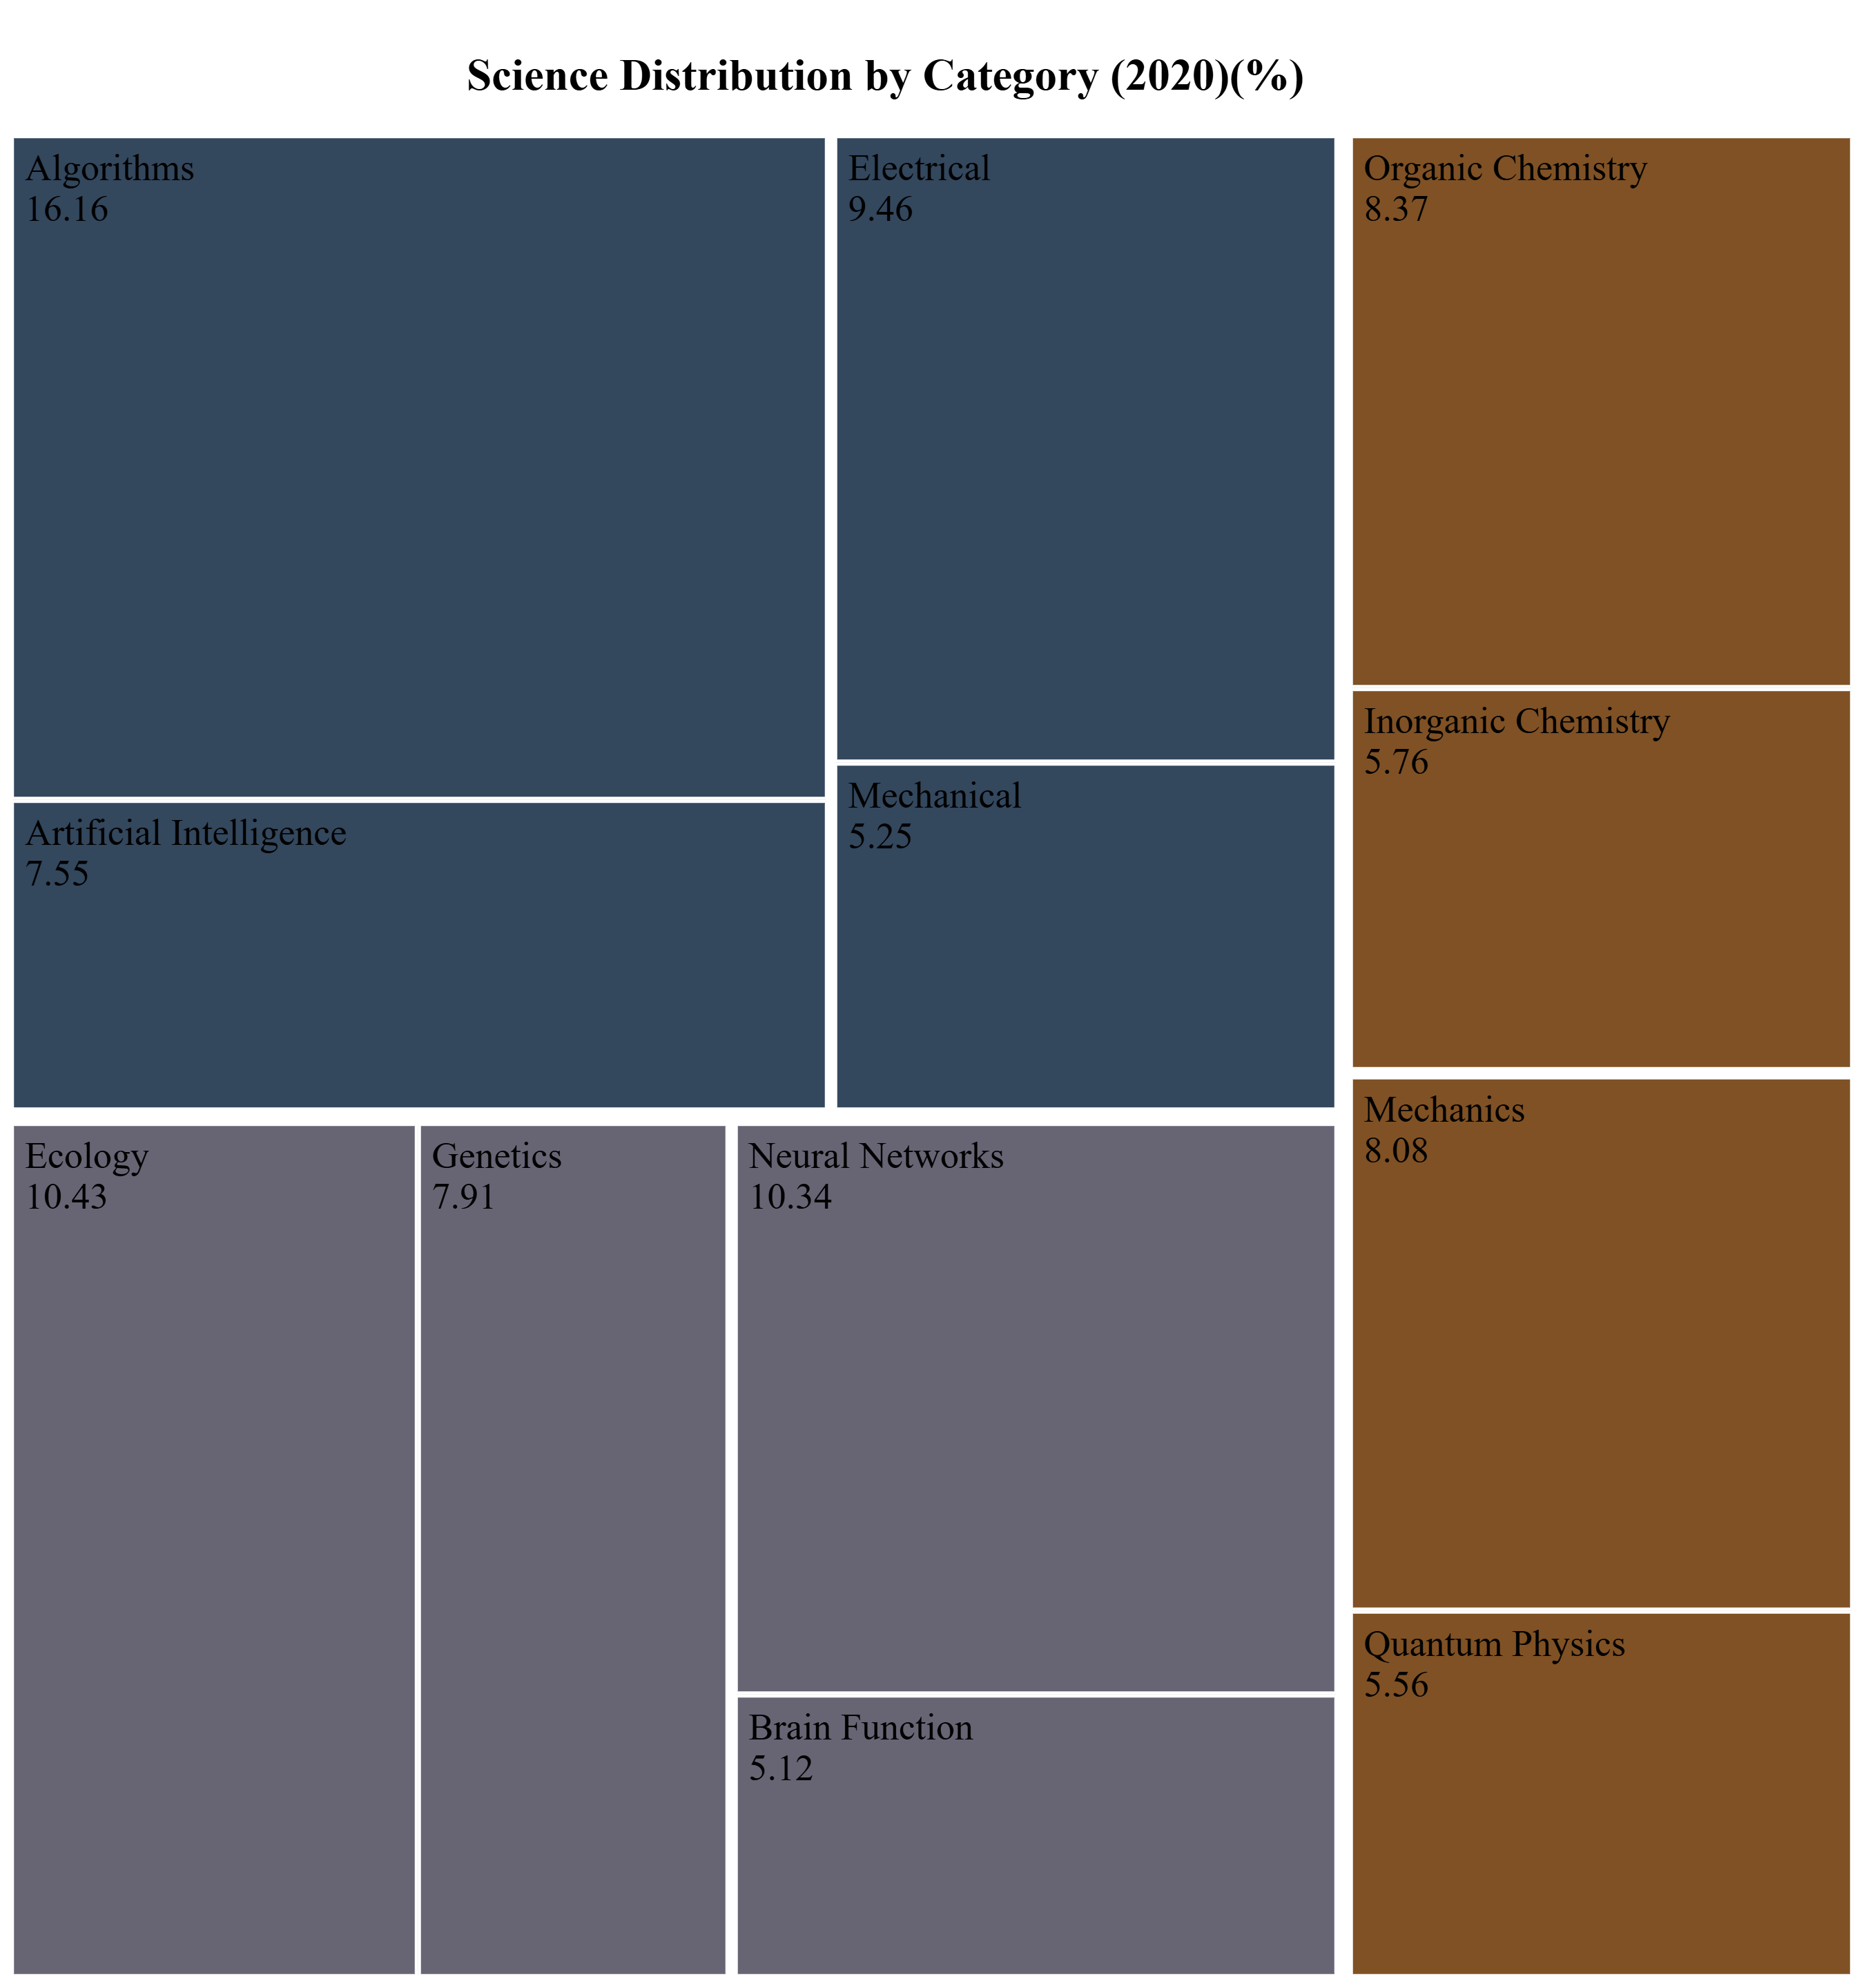 Science Distribution by Category (2020)(%)
Algorithms
16.16
Electrical
9.46
Organic Chemistry
8.37
Inorganic Chemistry
5.76
Mechanical
5.25
Artificial Intelligence
7.55
Mechanics
8.08
Ecology
10.43
Genetics
7.91
Neural Networks
10.34
Quantum Physics
5.56
Brain Function
5.12